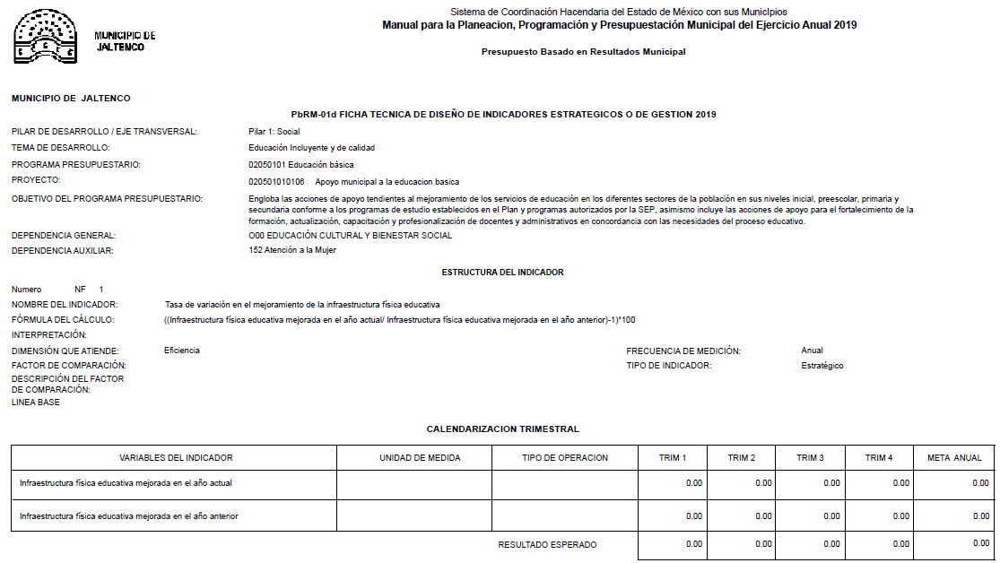 Sistema de Coordinación Hacendaria del Estado de México con sus Municlpios
Manual para la Planeacion, Programación y Presupuestación Municipal del Ejercicio Anual 2019
MUNICIPIO DE
JALTENCO
Presupuesto Basado en Resultados Municipal
MUNICIPIO DE JALTENCO
PbRM-01d FICHA TECNICA DE DISEÑO DE INDICADORES ESTRATEGICOS O DE GESTION 2019
PILAR DE DESARROLLO / EJE TRANSVERSAL: Pilar 1: Social
TEMA DE DESARROLLO: Educación Incluyente y de calidad
PROGRAMA PRESUPUESTARIO: 02050101 Educación básica
PROYECTO: 020501010106 Apoyo municipal a la educacion basica
OBJETIVO DEL PROGRAMA PRESUPUESTARIO: Engloba las acciones de apoyo tendientes al mejoramiento de los servicios de educación en los diferentes sectores de la población en sus niveles inicial, preescolar, primaria y
secundaria conforme a los programas de estudio establecidos en el Plan y programas autorizados por la SEP, asimismo incluye las acciones de apoyo para el fortalecimiento de la
formación, actualización, capacitación y profesionalización de docentes y administrativos en concordancia con las necesidades del proceso educativo.
DEPENDENCIA GENERAL: O00 EDUCACIÓN CULTURAL Y BIENESTAR SOCIAL
DEPENDENCIA AUXILIAR: 152 Atención a la Mujer
ESTRUCTURA DEL INDICADOR
Numero NF 1
NOMBRE DEL INDICADOR: Tasa de variación en el mejoramiento de la infraestructura física educativa
FÓRMULA DEL CÁLCULO: ((Infraestructura física educativa mejorada en el año actual/ Infraestructura física educativa mejorada en el año anterior)-1)*100
INTERPRETACIÓN:
DIMENSIÓN QUE ATIENDE: Eficiencia FRECUENCIA DE MEDICIÓN: Anual
FACTOR DE COMPARACIÓN: TIPO DE INDICADOR: Estratégico
DESCRIPCIÓN DEL FACTOR
DE COMPARACIÓN:
LINEA BASE
CALENDARIZACION TRIMESTRAL
VARIABLES DEL INDICADOR UNIDAD DE MEDIDA TIPO DE OPERACION TRIM 1 TRIM 2 TRIM 3 TRIM 4 META ANUAL
Infraestructura física educativa mejorada en el año actual 0.00 0.00 0.00 0.00 0.00
Infraestructura física educativa mejorada en el año anterior 0.00 0.00 0.00 0.00 0.00
RESULTADO ESPERADO 0.00 0.00 0.00 0.00 0.00